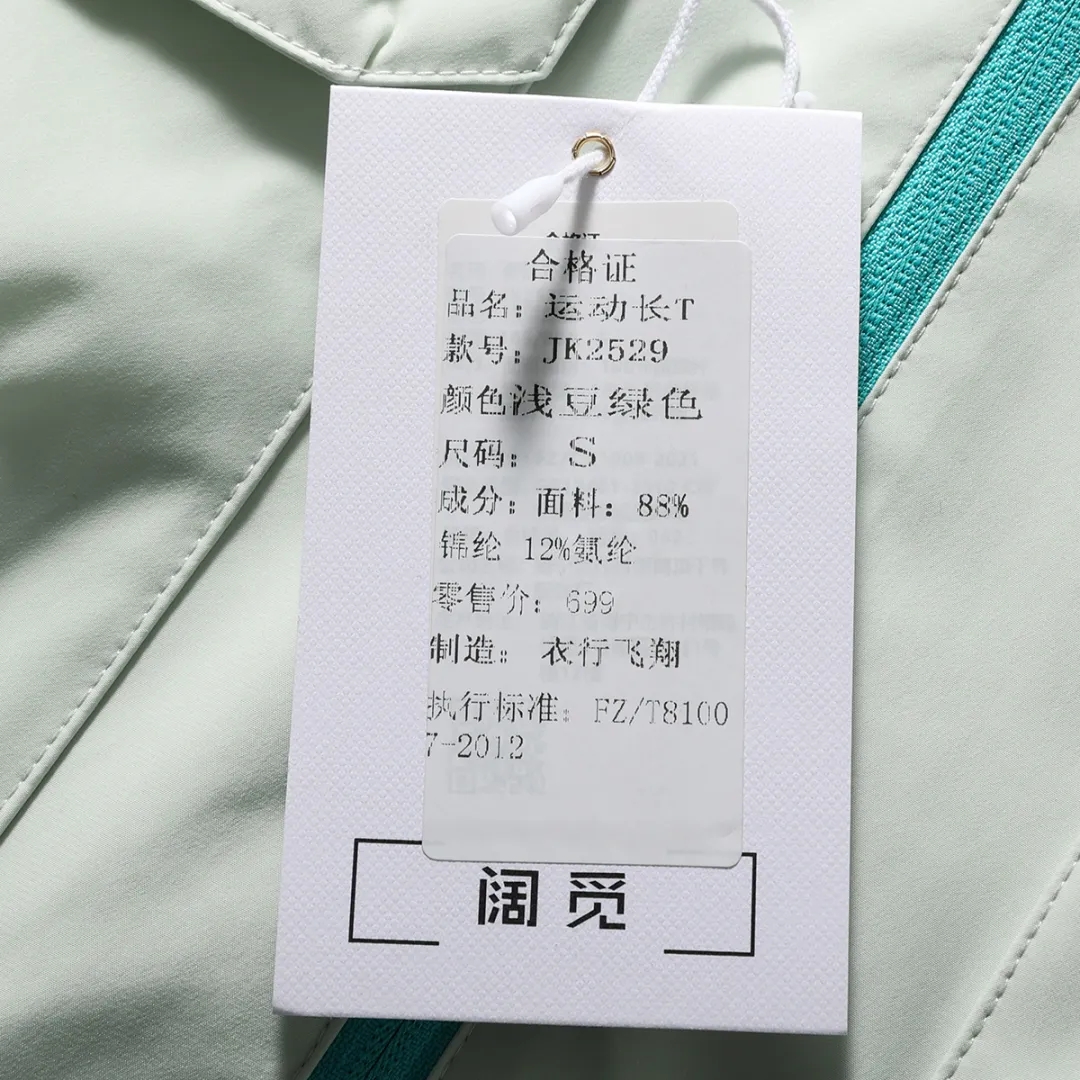 合格证
品名：运动长T
款号：JK2529
颜色浅豆绿色
尺码： S
成分：面料：88%
锦纶 12%氨纶
零售价： 699
制造： 衣行飞翔
执行标准：FZ/T8100
7-2012
阔觅